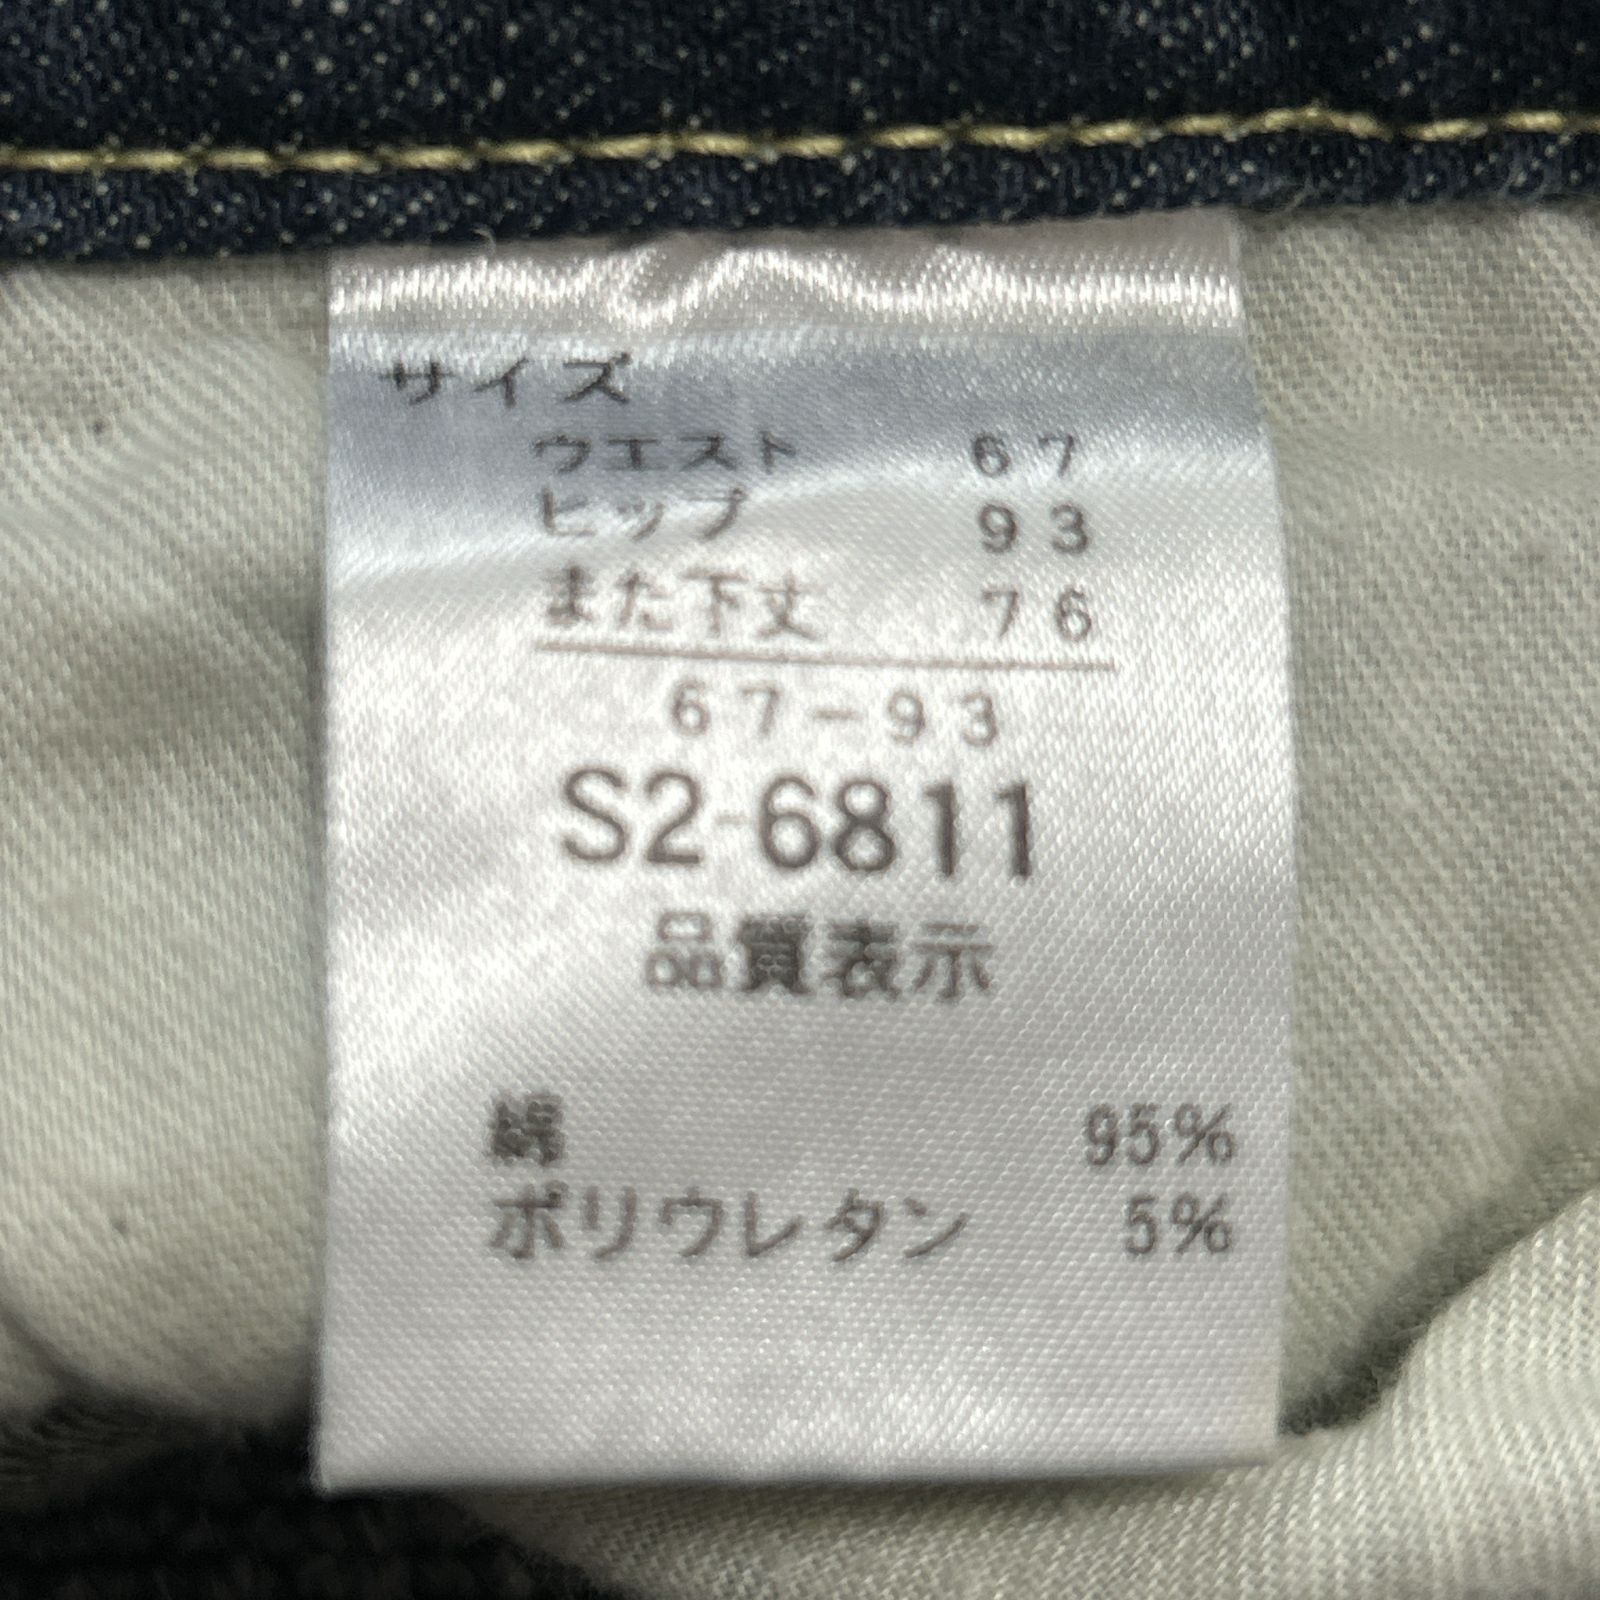 サイズ
ウエスト 67
ヒップ 93
また下丈 76
67-93
S2-6811
品質表示
綿 95%
ポリウレタン 5%